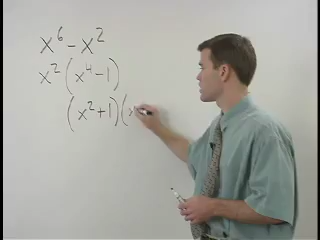 x⁶ - x²
x² (x⁴ - 1)
(x² + 1) (x